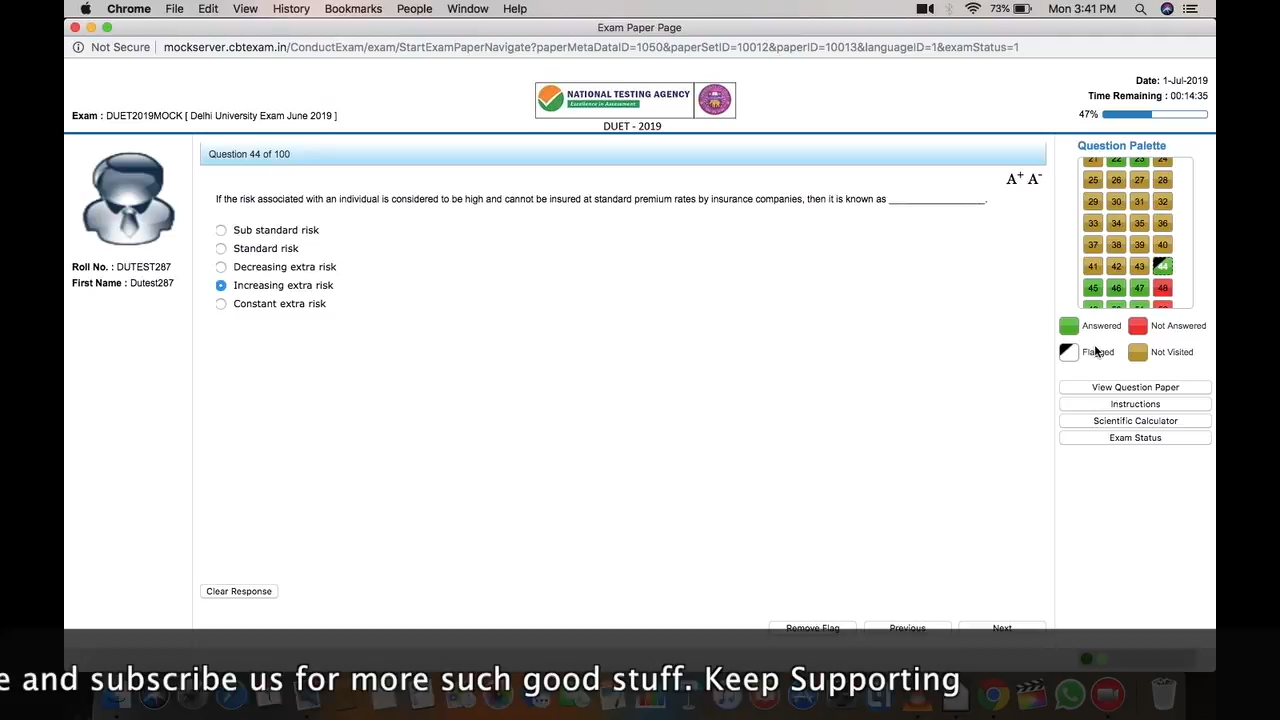 Chrome File Edit View History Bookmarks People Window Help 73% Mon 3:41 PM
Exam Paper Page
Not Secure mockserver.cbtexam.in/ConductExam/exam/StartExamPaperNavigate?paperMetaDataID=1050&paperSetID=10012&paperID=10013&languageID=1&examStatus=1
Date: 1-Jul-2019
NATIONAL TESTING AGENCY
Excellence in Assessment
Time Remaining : 00:14:35
Exam : DUET2019MOCK [ Delhi University Exam June 2019 ]
47%
DUET - 2019
Question 44 of 100
Question Palette
A+ A-
If the risk associated with an individual is considered to be high and cannot be insured at standard premium rates by insurance companies, then it is known as ____________________.
Sub standard risk
Standard risk
Decreasing extra risk
Increasing extra risk
Constant extra risk
Roll No. : DUTEST287
First Name : Dutest287
21 22 23 24
25 26 27 28
29 30 31 32
33 34 35 36
37 38 39 40
41 42 43 44
45 46 47 48
Answered Not Answered
Flagged Not Visited
View Question Paper
Instructions
Scientific Calculator
Exam Status
Clear Response
Remove Flag Previous Next
e and subscribe us for more such good stuff. Keep Supporting